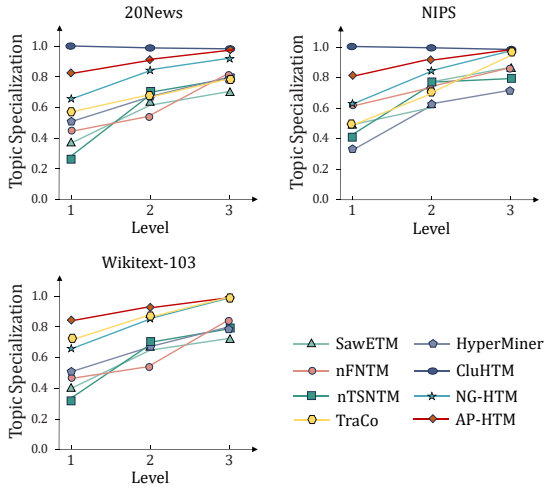 20News
Topic Specialization
1.0
0.8
0.6
0.4
0.2
0.0
1 2 3
Level
NIPS
Topic Specialization
1.0
0.8
0.6
0.4
0.2
0.0
1 2 3
Level
Wikitext-103
Topic Specialization
1.0
0.8
0.6
0.4
0.2
0.0
1 2 3
Level
SawETM
nFNTM
nTSNTM
TraCo
HyperMiner
CluHTM
NG-HTM
AP-HTM